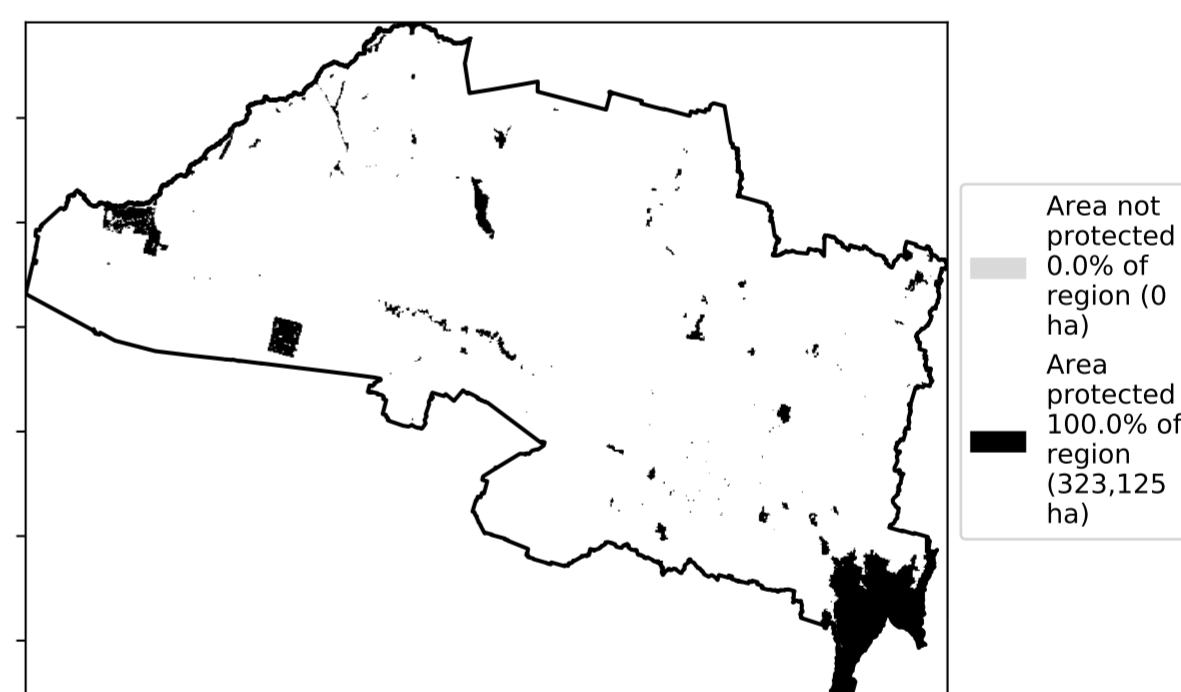 Area not
protected
0.0% of
region (0
ha)
Area
protected
100.0% of
region
(323,125
ha)